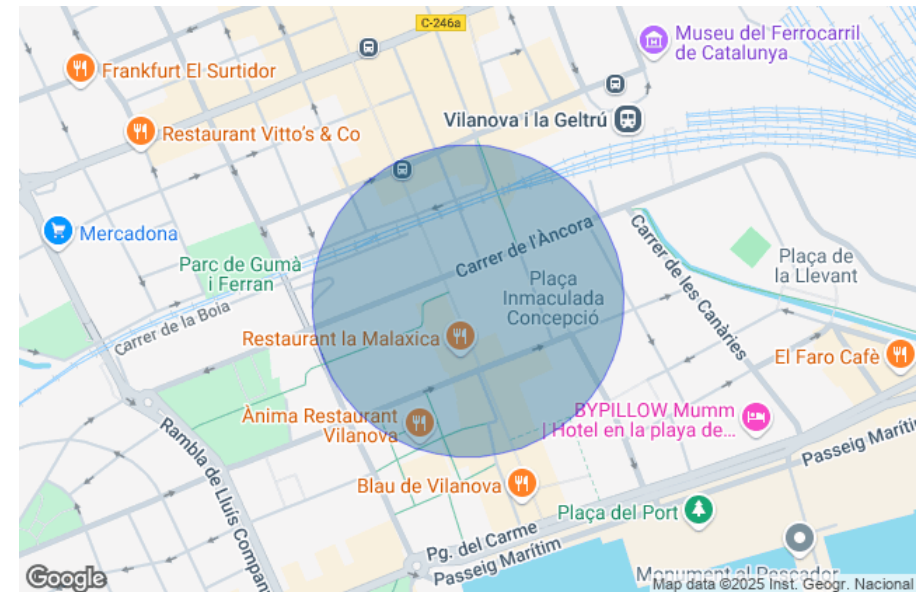 C-246a
Museu del Ferrocarril
de Catalunya
Frankfurt El Surtidor
Vilanova i la Geltrú
Restaurant Vitto's & Co
Mercadona
Carrer de l'Àncora
Parc de Gumà
i Ferran
Plaça
Inmaculada
Concepció
Carrer de les Canàries
Plaça de
la Llevant
Carrer de la Boia
Restaurant la Malaxica
El Faro Cafè
Ànima Restaurant
Vilanova
BYPILLOW Mumm
| Hotel en la playa de...
Rambla de Lluís Company
Passeig Marítim
Blau de Vilanova
Plaça del Port
Pg. del Carme
Passeig Marítim
Monument al Pescador
Google
Map data ©2025 Inst. Geogr. Nacional